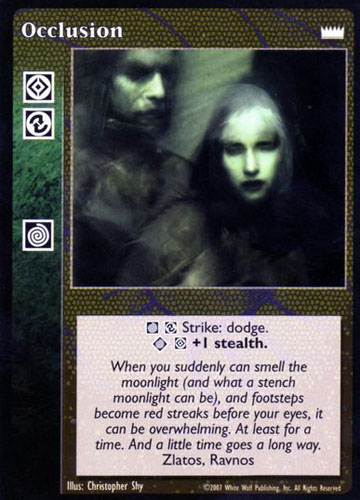 Occlusion
Strike: dodge.
+1 stealth.
When you suddenly can smell the
moonlight (and what a stench
moonlight can be), and footsteps
become red streaks before your eyes, it
can be overwhelming. At least for a
time. And a little time goes a long way.
Zlatos, Ravnos
Illus: Christopher Shy
©2007 White Wolf Publishing, Inc. All Rights Reserved